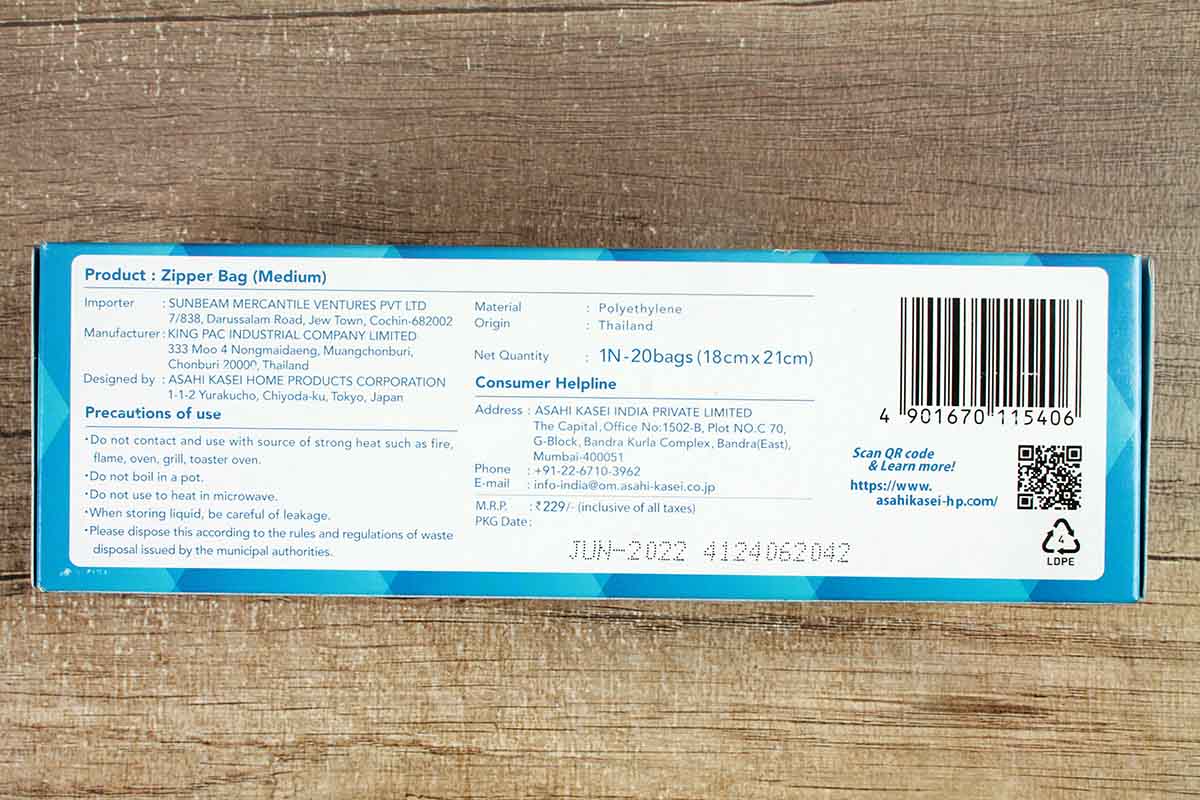 Product : Zipper Bag (Medium)
Importer : SUNBEAM MERCANTILE VENTURES PVT LTD
7/838, Darussalam Road, Jew Town, Cochin-682002
Manufacturer : KING PAC INDUSTRIAL COMPANY LIMITED
333 Moo 4 Nongmaidaeng, Muangchonburi,
Chonburi 20000, Thailand
Designed by : ASAHI KASEI HOME PRODUCTS CORPORATION
1-1-2 Yurakucho, Chiyoda-ku, Tokyo, Japan
Precautions of use
・Do not contact and use with source of strong heat such as fire,
flame, oven, grill, toaster oven.
・Do not boil in a pot.
・Do not use to heat in microwave.
・When storing liquid, be careful of leakage.
・Please dispose this according to the rules and regulations of waste
disposal issued by the municipal authorities.
Material : Polyethylene
Origin : Thailand
Net Quantity : 1N-20bags (18cm x 21cm)
Consumer Helpline
Address : ASAHI KASEI INDIA PRIVATE LIMITED
The Capital, Office No:1502-B, Plot NO.C 70,
G-Block, Bandra Kurla Complex, Bandra(East),
Mumbai-400051
Phone : +91-22-6710-3962
E-mail : info-india@om.asahi-kasei.co.jp
M.R.P. : ₹229/- (inclusive of all taxes)
PKG Date:
JUN-2022 4124062042
4 901670 115406
Scan QR code
& Learn more!
https://www.
asahikasei-hp.com/
4
LDPE